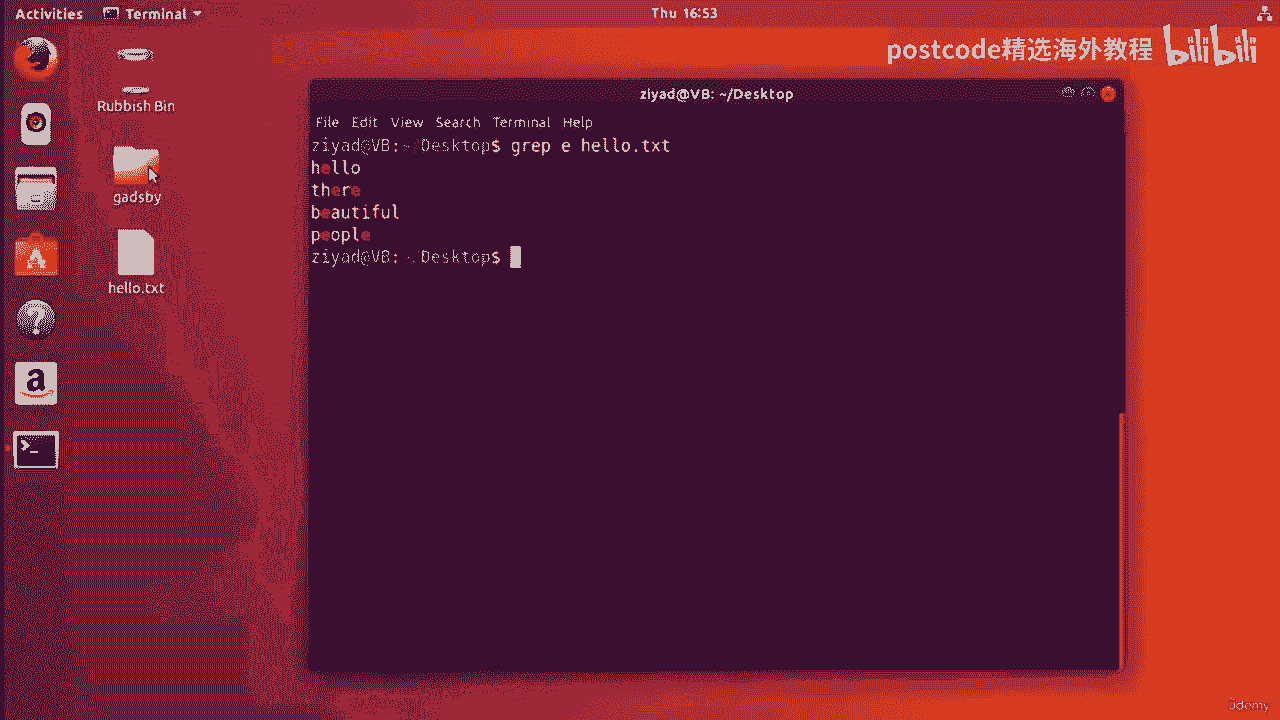 Activities Terminal Thu 16:53
postcode精选海外教程 bilibili
Rubbish Bin
gadsby
hello.txt
ziyad@VB: ~/Desktop
File Edit View Search Terminal Help
ziyad@VB:~/Desktop$ grep e hello.txt
hello
there
beautiful
people
ziyad@VB:~/Desktop$
ûdemy